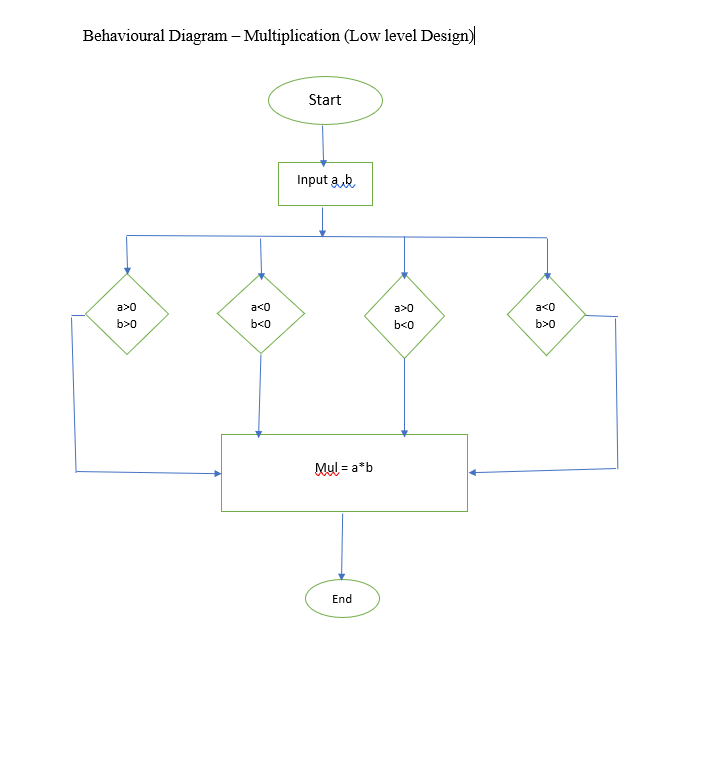 Behavioural Diagram – Multiplication (Low level Design)
Start
Input a ,b
a>0
b>0
a<0
b<0
a>0
b<0
a<0
b>0
Mul = a*b
End